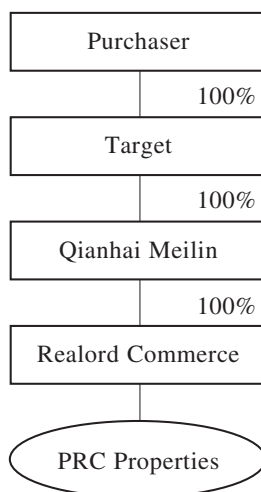 Purchaser
100%
Target
100%
Qianhai Meilin
100%
Realord Commerce
PRC Properties